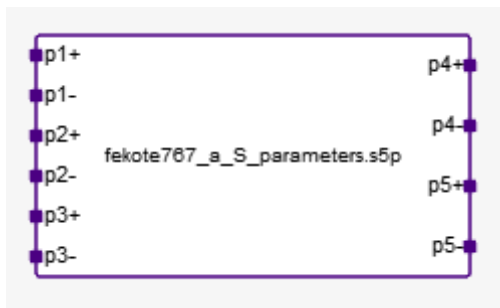 p1+
p1-
p2+
p2-
p3+
p3-
fekote767_a_S_parameters.s5p
p4+
p4-
p5+
p5-